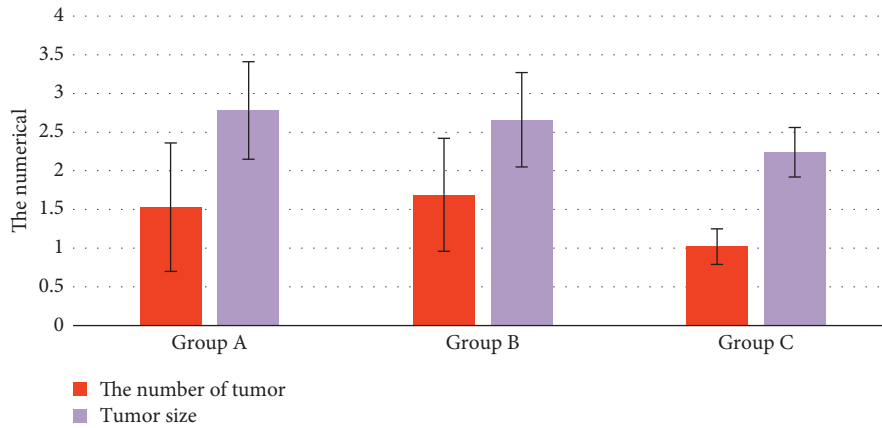 The numerical
4
3.5
3
2.5
2
1.5
1
0.5
0
Group A
Group B
Group C
The number of tumor
Tumor size